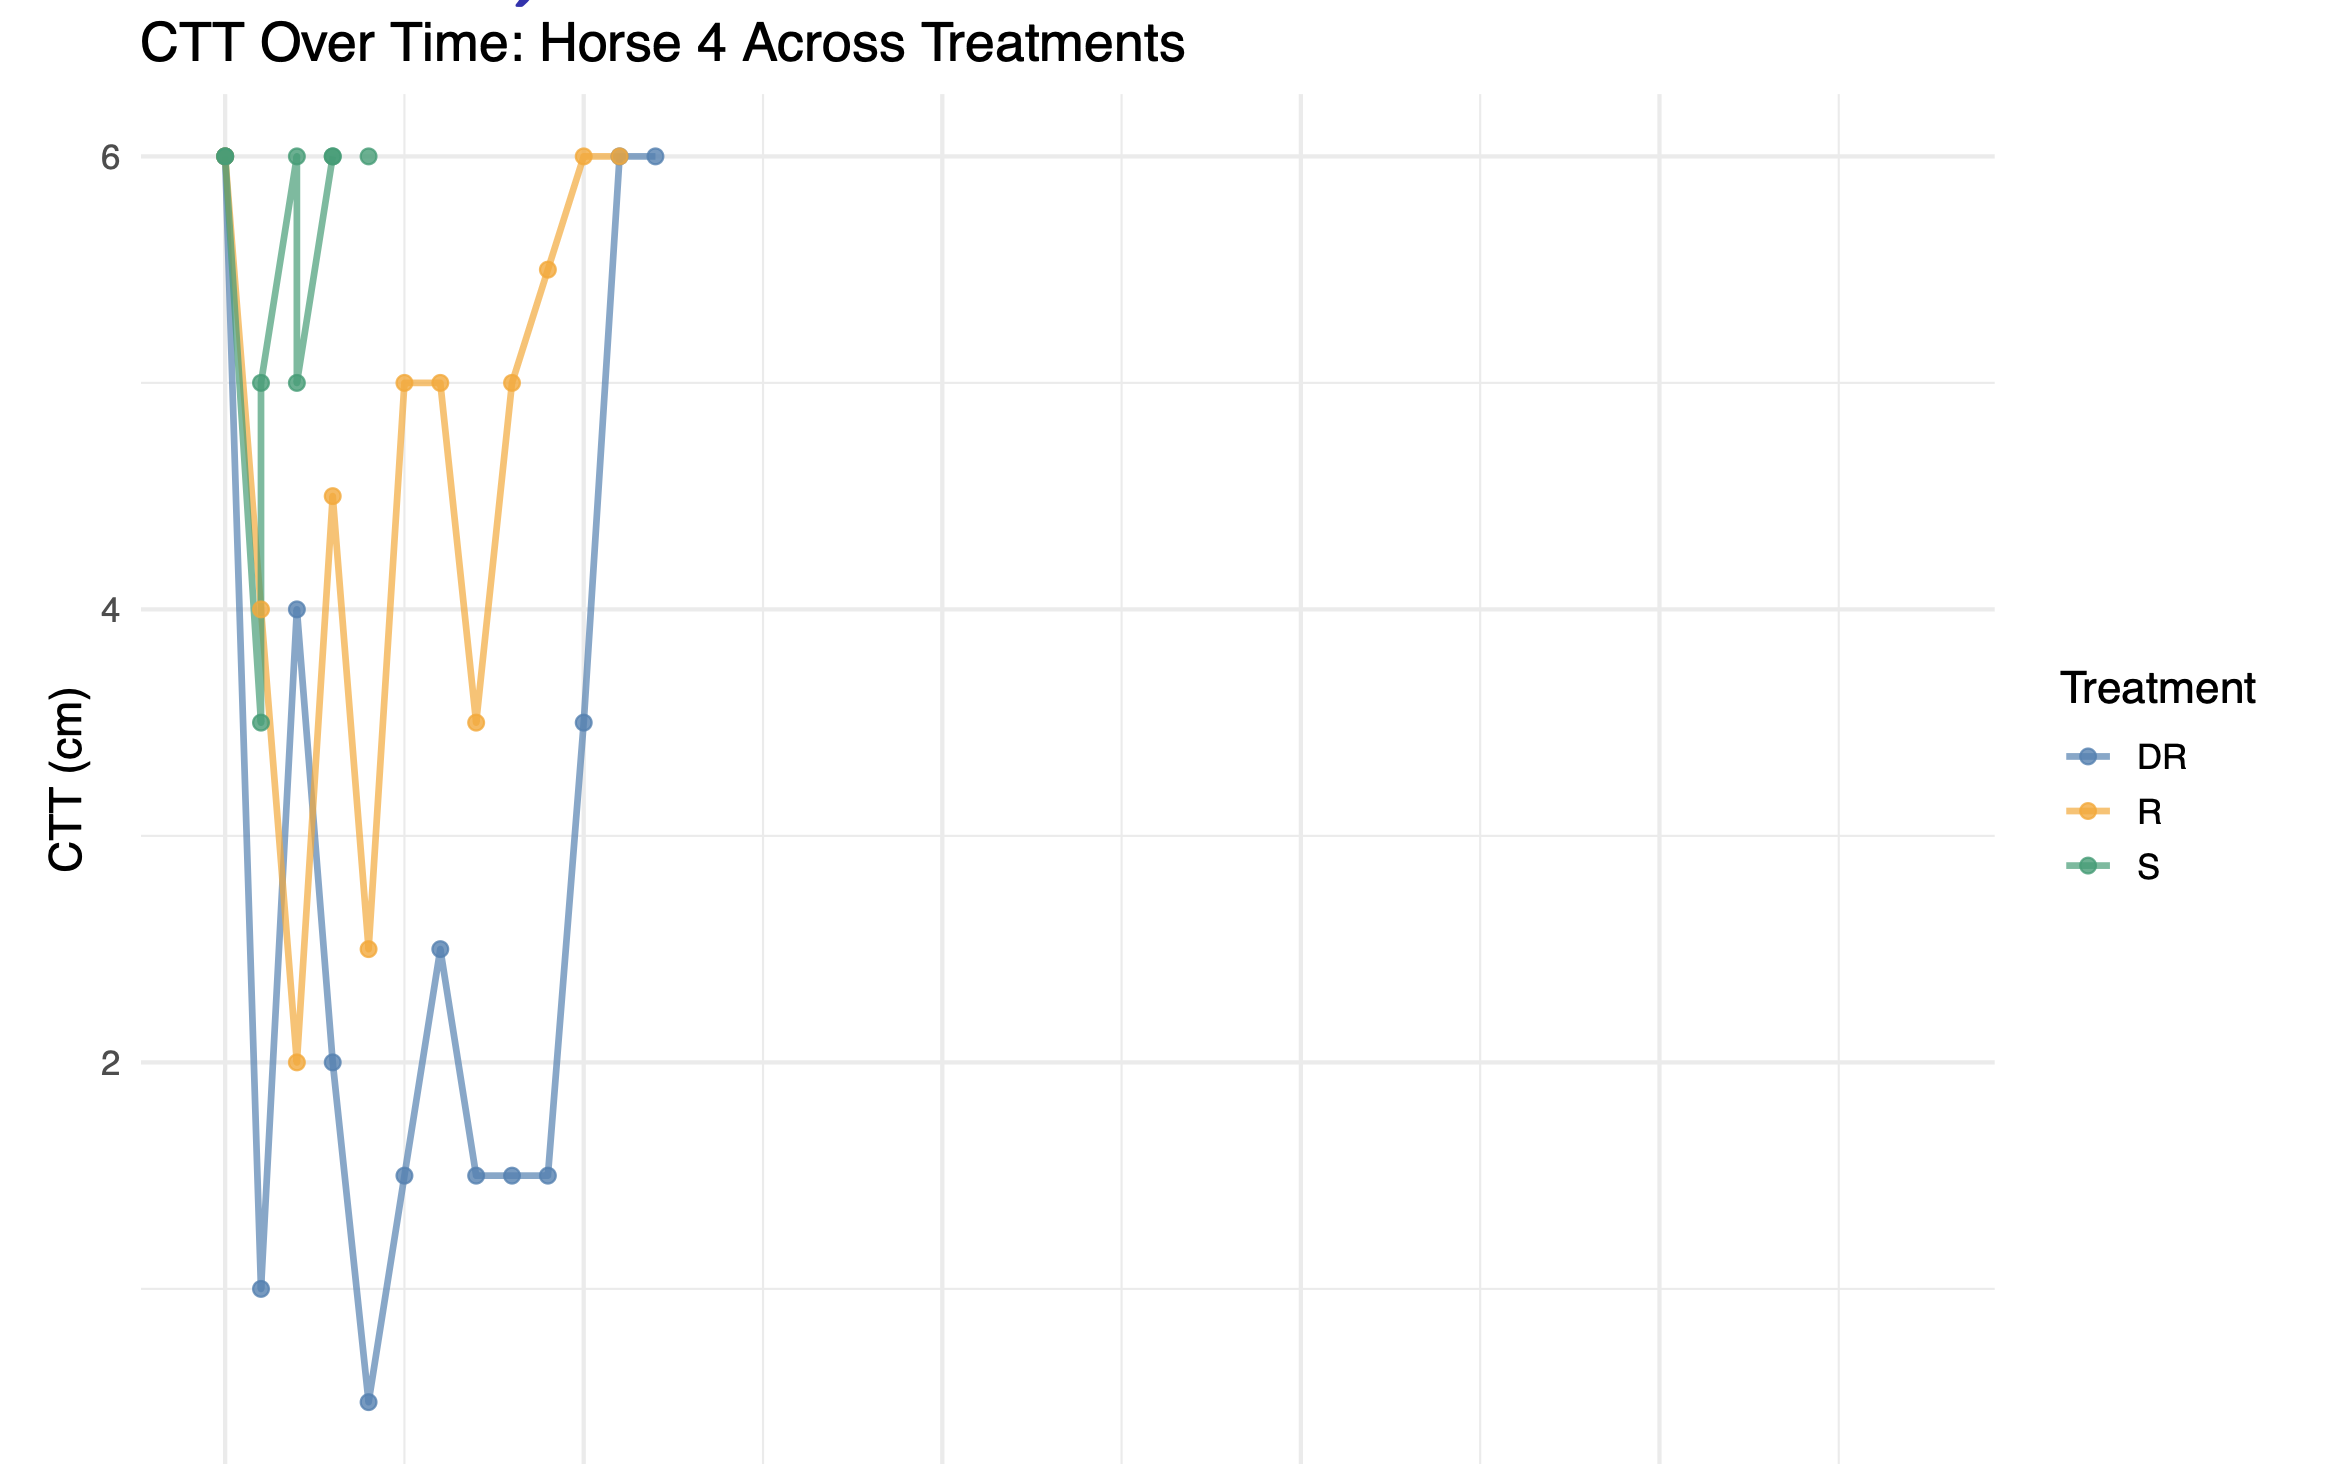 CTT Over Time: Horse 4 Across Treatments
6
4
2
CTT (cm)
Treatment
DR
R
S